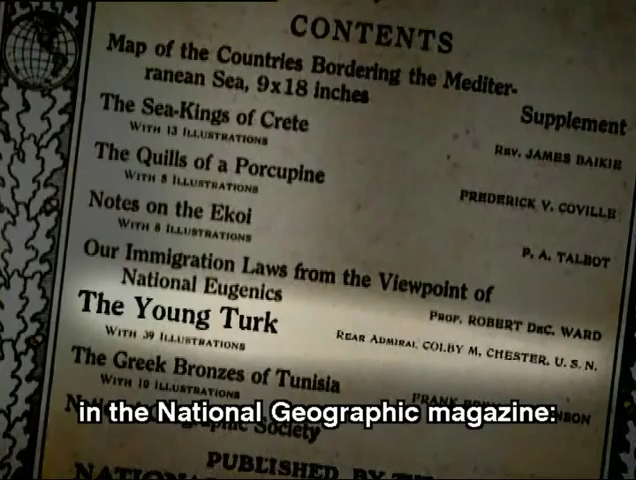 CONTENTS
Map of the Countries Bordering the Mediter-
ranean Sea, 9x18 inches
Supplement
The Sea-Kings of Crete
WITH 13 ILLUSTRATIONS
REV. JAMES BAIKIE
The Quills of a Porcupine
WITH 8 ILLUSTRATIONS
FREDERICK V. COVILLE
Notes on the Ekoi
WITH 8 ILLUSTRATIONS
P. A. TALBOT
Our Immigration Laws from the Viewpoint of
National Eugenics
PROF. ROBERT DEC. WARD
The Young Turk
WITH 39 ILLUSTRATIONS
REAR ADMIRAL COLBY M. CHESTER, U. S. N.
The Greek Bronzes of Tunisia
WITH 10 ILLUSTRATIONS
FRANK
in the National Geographic magazine:
Society
PUBLISHED BY